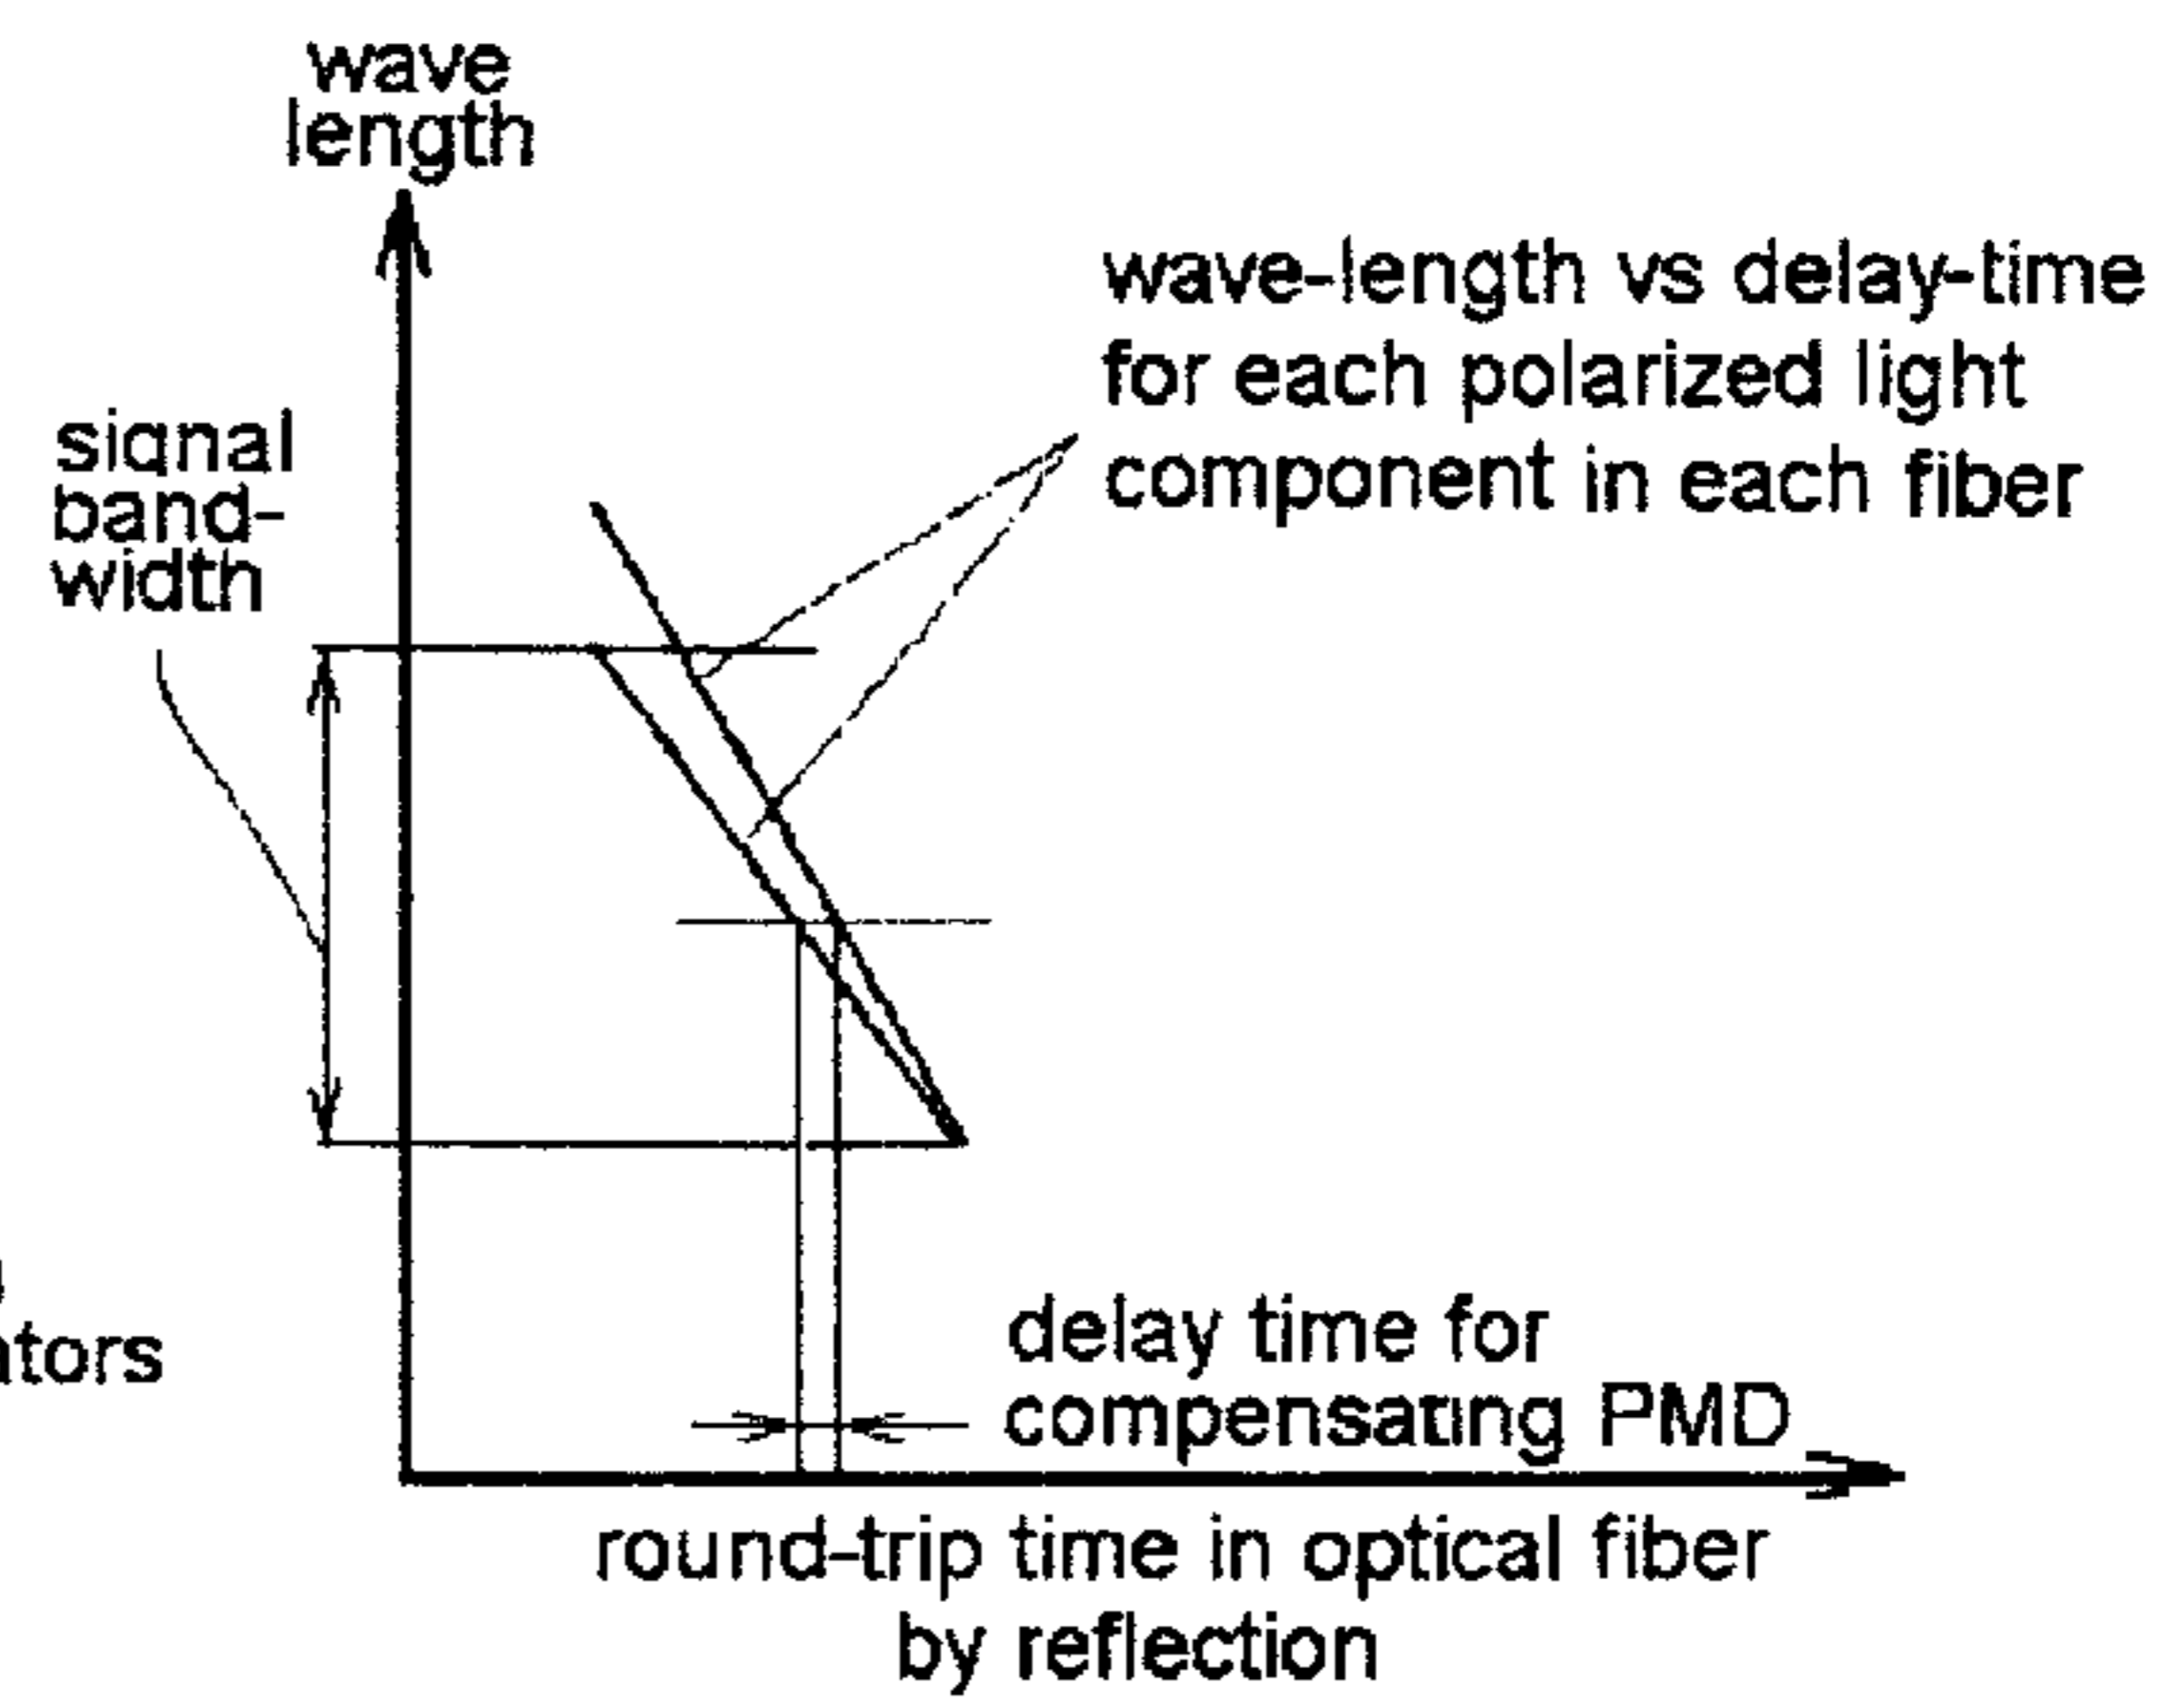 wave
length
wave-length vs delay-time
for each polarized light
component in each fiber
signal
band-
width
delay time for
compensating PMD
round-trip time in optical fiber
by reflection